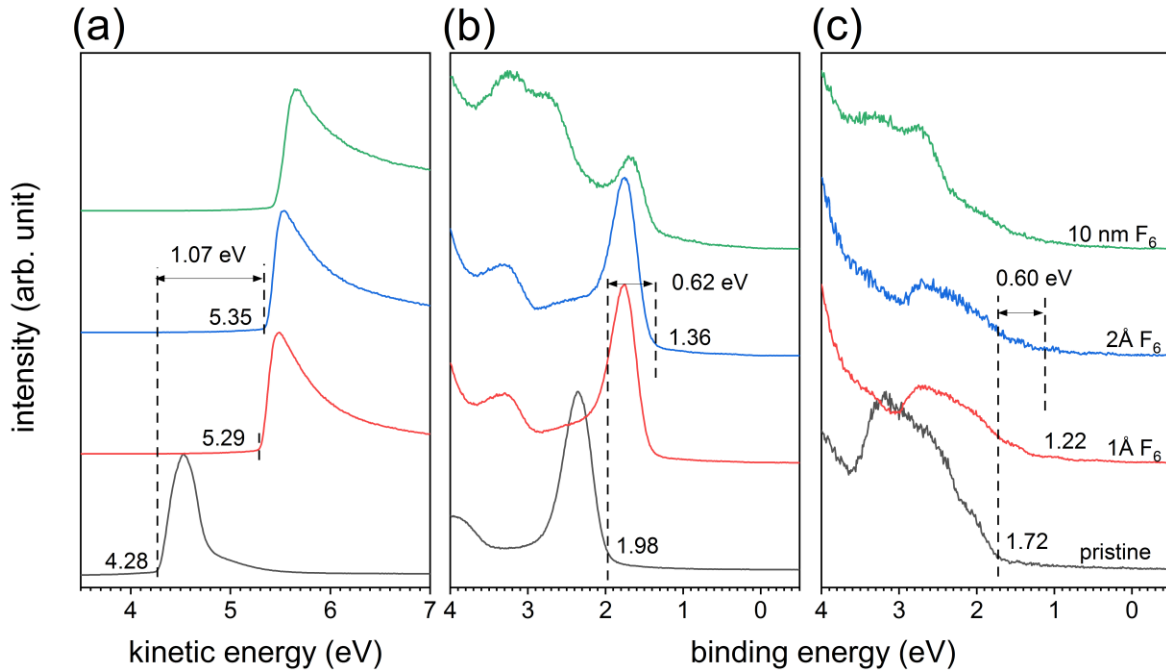 (a)
(b)
(c)
intensity (arb. unit)
1.07 eV
5.35
5.29
4.28
4
5
6
7
kinetic energy (eV)
0.62 eV
1.36
1.98
4
3
2
1
0
10 nm F₆
0.60 eV
2Å F₆
1.22
1Å F₆
1.72
pristine
4
3
2
1
0
binding energy (eV)